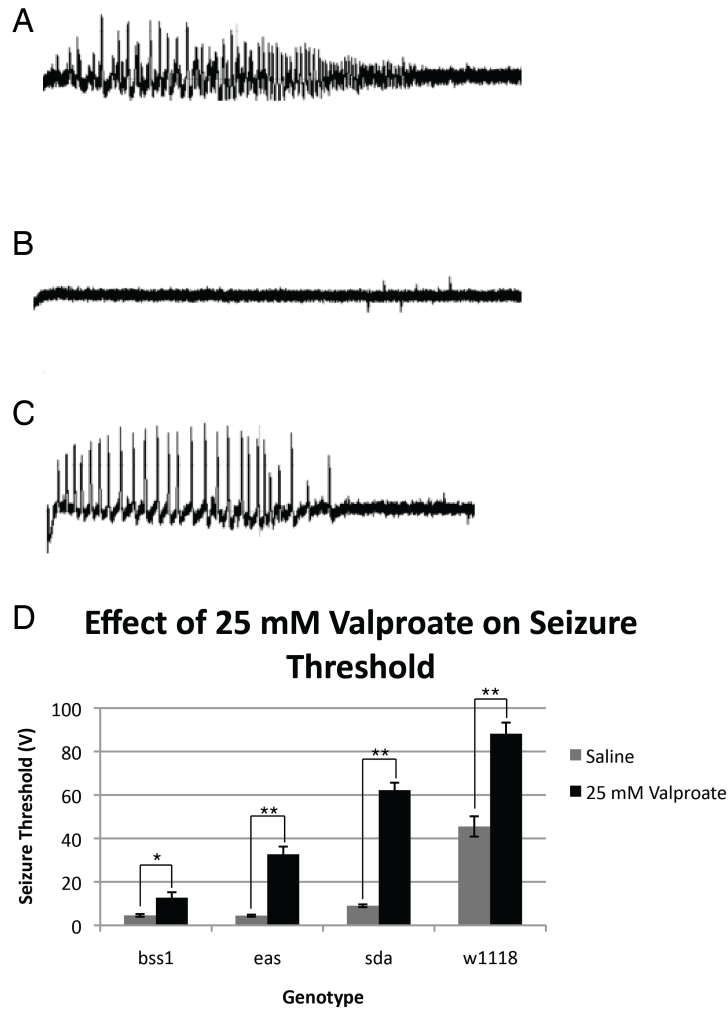 A
B
C
D
Effect of 25 mM Valproate on Seizure
Threshold
Seizure Threshold (V)
100
80
60
40
20
0
*
**
**
**
bss1
eas
sda
w1118
Genotype
Saline
25 mM Valproate